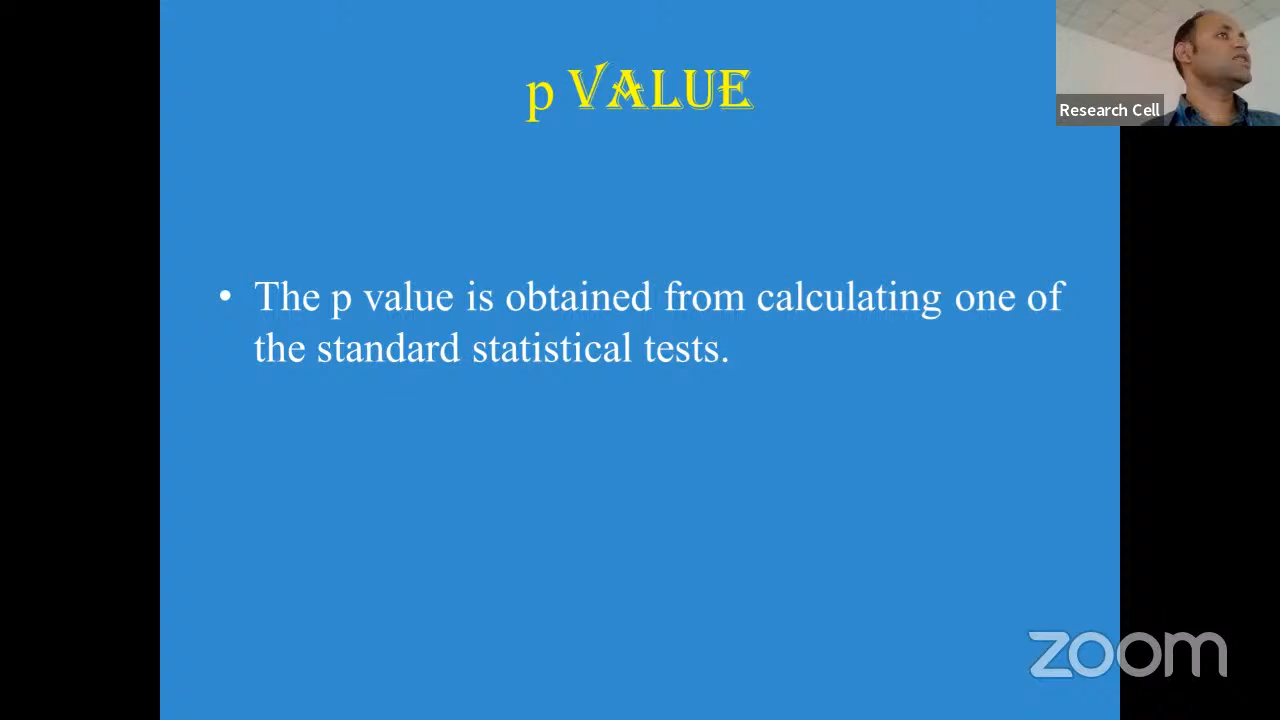 p VALUE
Research Cell
• The p value is obtained from calculating one of
the standard statistical tests.
zoom